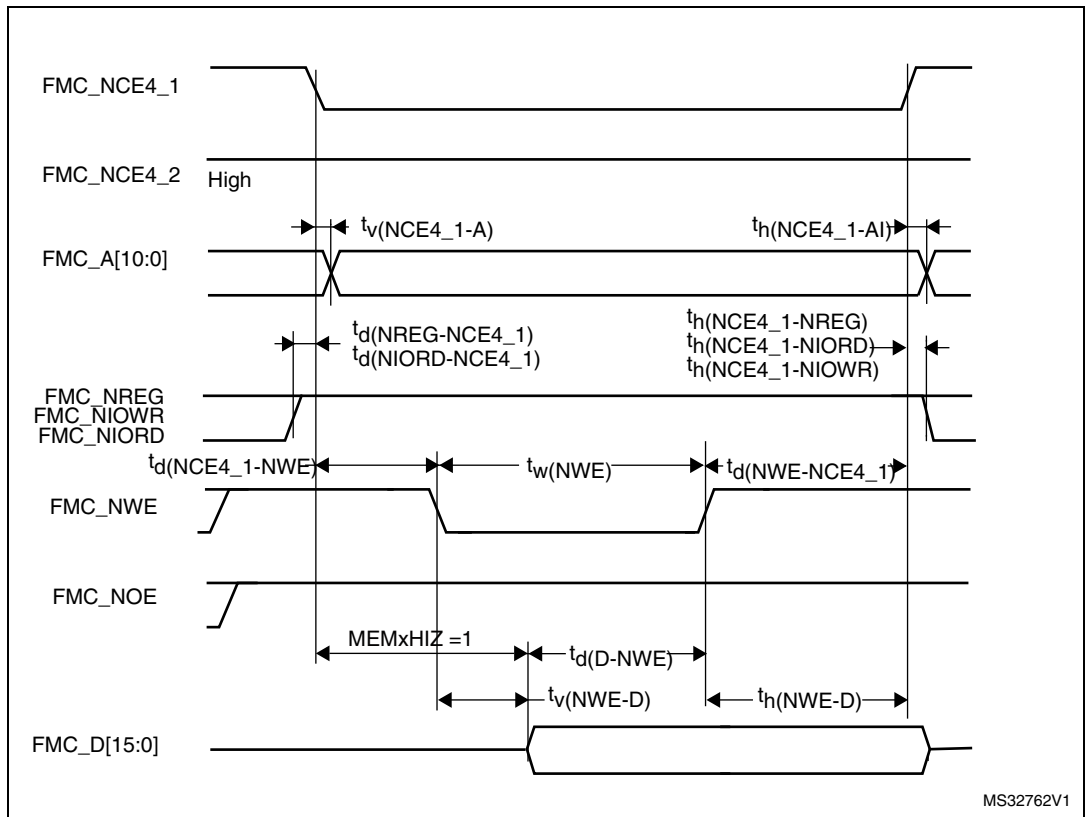 FMC_NCE4_1
FMC_NCE4_2 High
tv(NCE4_1-A) th(NCE4_1-AI)
FMC_A[10:0]
td(NREG-NCE4_1)
td(NIORD-NCE4_1)
th(NCE4_1-NREG)
th(NCE4_1-NIORD)
th(NCE4_1-NIOWR)
FMC_NREG
FMC_NIOWR
FMC_NIORD
td(NCE4_1-NWE) tw(NWE) td(NWE-NCE4_1)
FMC_NWE
FMC_NOE
MEMxHIZ =1 td(D-NWE)
tv(NWE-D) th(NWE-D)
FMC_D[15:0]
MS32762V1